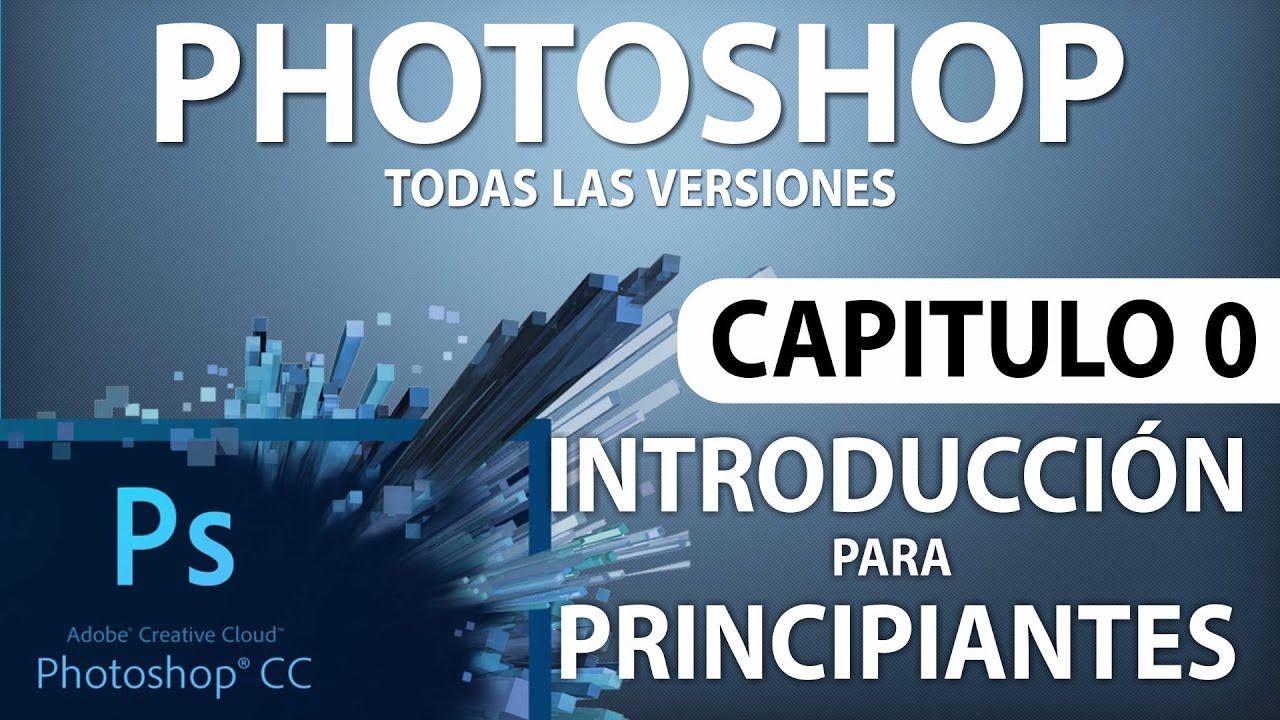 PHOTOSHOP
TODAS LAS VERSIONES
CAPITULO 0
INTRODUCCIÓN
PARA
PRINCIPIANTES
Ps
Adobe® Creative Cloud™
Photoshop® CC